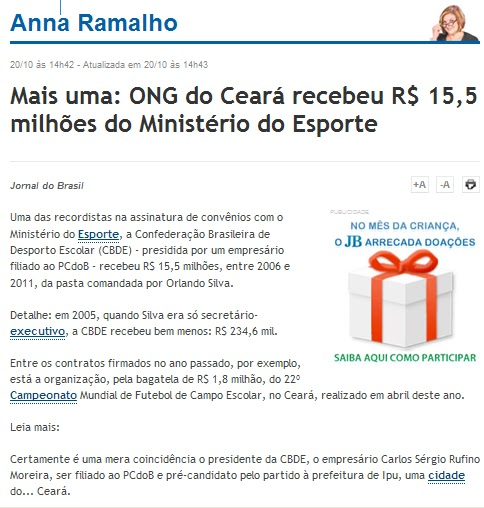 Anna Ramalho
20/10 às 14h42 - Atualizada em 20/10 às 14h43
Mais uma: ONG do Ceará recebeu R$ 15,5
milhões do Ministério do Esporte
Jornal do Brasil
+A -A
PUBLICIDADE
Uma das recordistas na assinatura de convênios com o
Ministério do Esporte, a Confederação Brasileira de
Desporto Escolar (CBDE) - presidida por um empresário
filiado ao PCdoB - recebeu R$ 15,5 milhões, entre 2006 e
2011, da pasta comandada por Orlando Silva.
Detalhe: em 2005, quando Silva era só secretário-
executivo, a CBDE recebeu bem menos: R$ 234,6 mil.
Entre os contratos firmados no ano passado, por exemplo,
está a organização, pela bagatela de R$ 1,8 milhão, do 22º
Campeonato Mundial de Futebol de Campo Escolar, no Ceará, realizado em abril deste ano.
Leia mais:
Certamente é uma mera coincidência o presidente da CBDE, o empresário Carlos Sérgio Rufino
Moreira, ser filiado ao PCdoB e pré-candidato pelo partido à prefeitura de Ipu, uma cidade
do... Ceará.
NO MÊS DA CRIANÇA,
O JB ARRECADA DOAÇÕES
SAIBA AQUI COMO PARTICIPAR